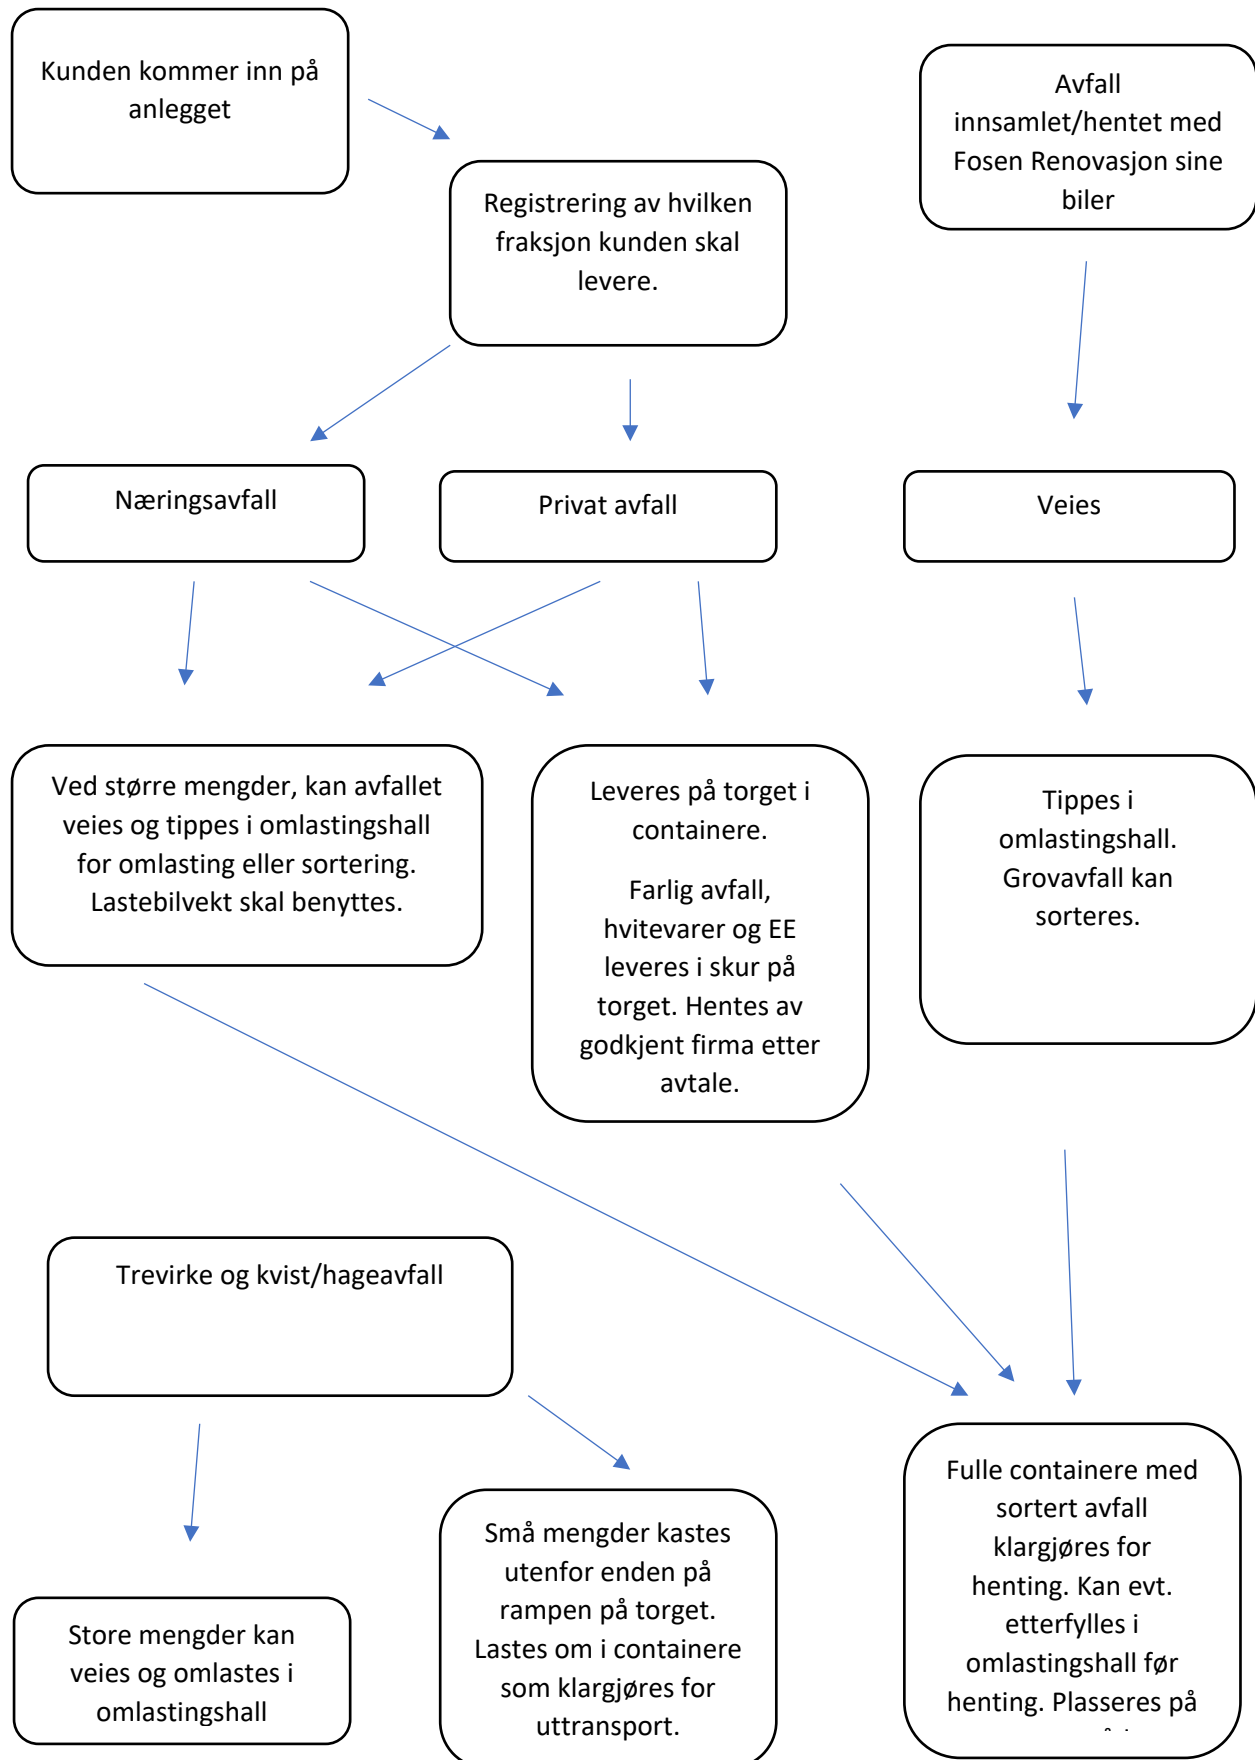 Kunden kommer inn på
anlegget
Avfall
innsamlet/hentet med
Fosen Renovasjon sine
biler
Registrering av hvilken
fraksjon kunden skal
levere.
Næringsavfall
Privat avfall
Veies
Ved større mengder, kan avfallet
veies og tippes i omlastingshall
for omlasting eller sortering.
Lastebilvekt skal benyttes.
Leveres på torget i
containere.
Farlig avfall,
hvitevarer og EE
leveres i skur på
torget. Hentes av
godkjent firma etter
avtale.
Tippes i
omlastingshall.
Grovavfall kan
sorteres.
Trevirke og kvist/hageavfall
Store mengder kan
veies og omlastes i
omlastingshall
Små mengder kastes
utenfor enden på
rampen på torget.
Lastes om i containere
som klargjøres for
uttransport.
Fulle containere med
sortert avfall
klargjøres for
henting. Kan evt.
etterfylles i
omlastingshall før
henting. Plasseres på